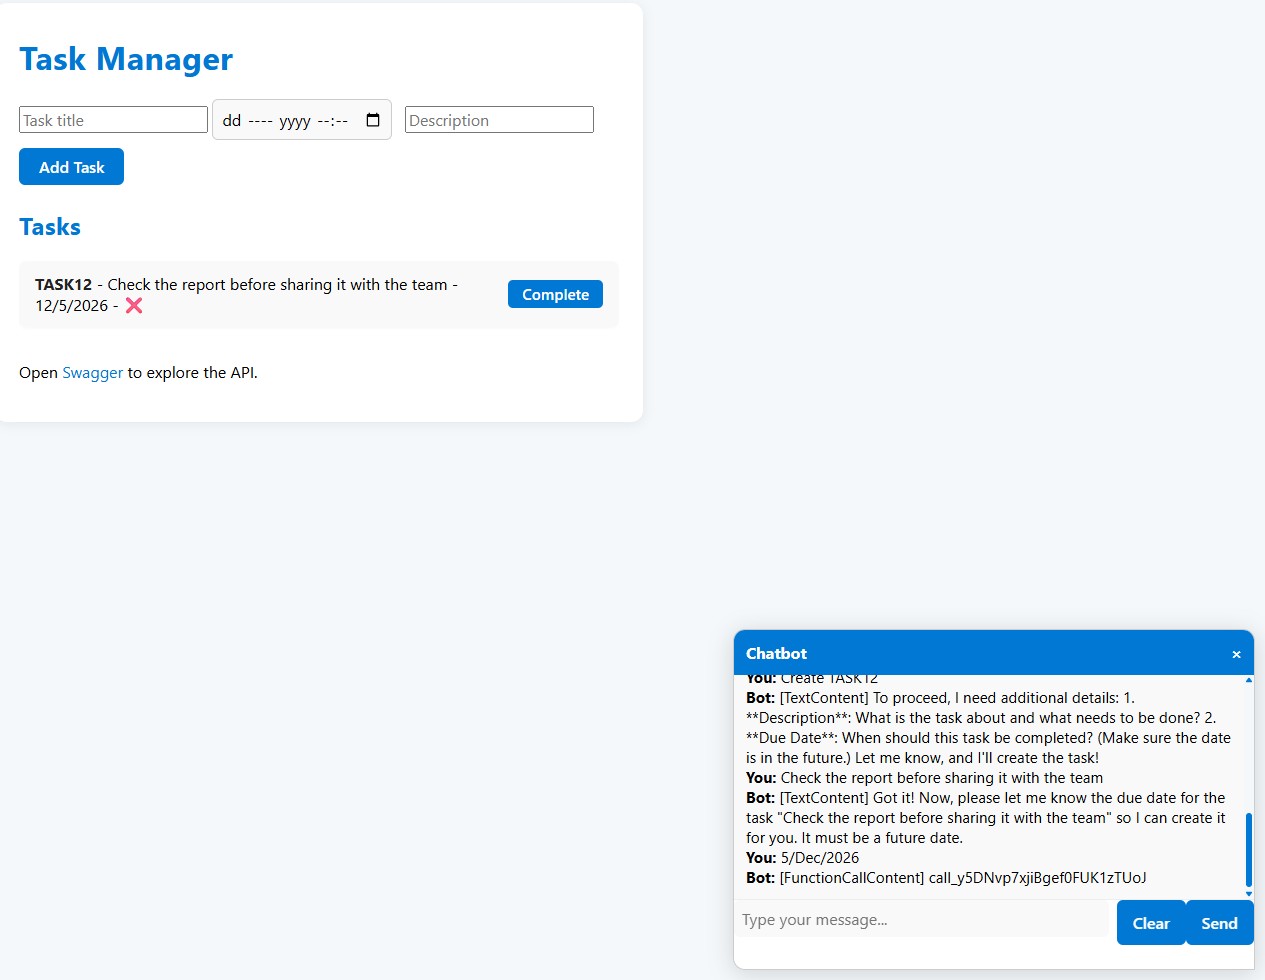 Task Manager
Task title
dd ---- yyyy --:--
Description
Add Task
Tasks
TASK12 - Check the report before sharing it with the team -
12/5/2026 - ❌
Complete
Open Swagger to explore the API.
Chatbot
×
You: Create TASK12
Bot: [TextContent] To proceed, I need additional details: 1.
**Description**: What is the task about and what needs to be done? 2.
**Due Date**: When should this task be completed? (Make sure the date
is in the future.) Let me know, and I'll create the task!
You: Check the report before sharing it with the team
Bot: [TextContent] Got it! Now, please let me know the due date for the
task "Check the report before sharing it with the team" so I can create it
for you. It must be a future date.
You: 5/Dec/2026
Bot: [FunctionCallContent] call_y5DNvp7xjiBgef0FUK1zTUoJ
Type your message...
Clear
Send